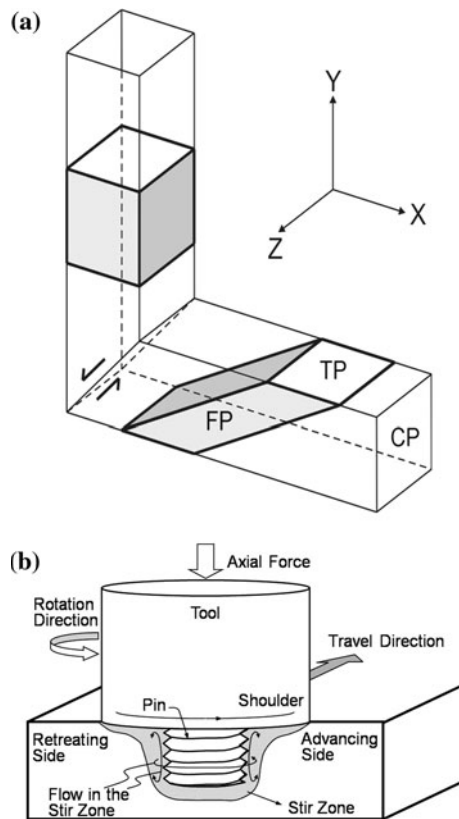 (a)
Y
X
Z
TP
FP
CP
(b)
Axial Force
Rotation
Direction
Tool
Travel Direction
Pin
Shoulder
Retreating
Side
Advancing
Side
Flow in the
Stir Zone
Stir Zone